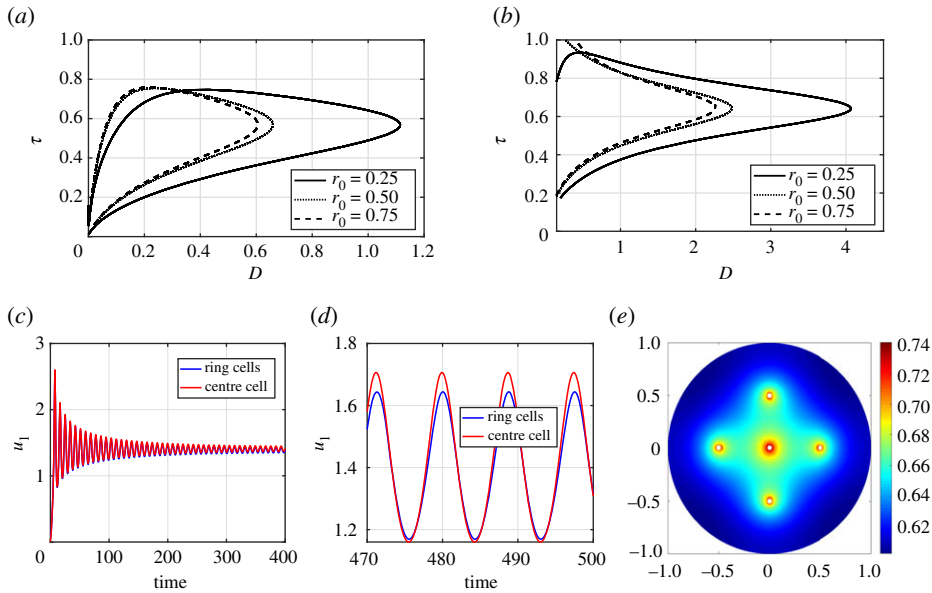 (a)
1.0
0.8
0.6
τ
0.4
0.2
0
0.2
0.4
0.6
0.8
1.0
1.2
D
r0 = 0.25
r0 = 0.50
r0 = 0.75
(b)
1.0
0.8
0.6
τ
0.4
0.2
0
1
2
3
4
D
r0 = 0.25
r0 = 0.50
r0 = 0.75
(c)
3
2
u1
1
0
100
200
300
400
time
ring cells
centre cell
(d)
1.8
1.6
u1
1.4
1.2
470
480
490
500
time
ring cells
centre cell
(e)
1.0
0.5
0
−0.5
−1.0
−1.0
−0.5
0
0.5
1.0
0.74
0.72
0.70
0.68
0.66
0.64
0.62